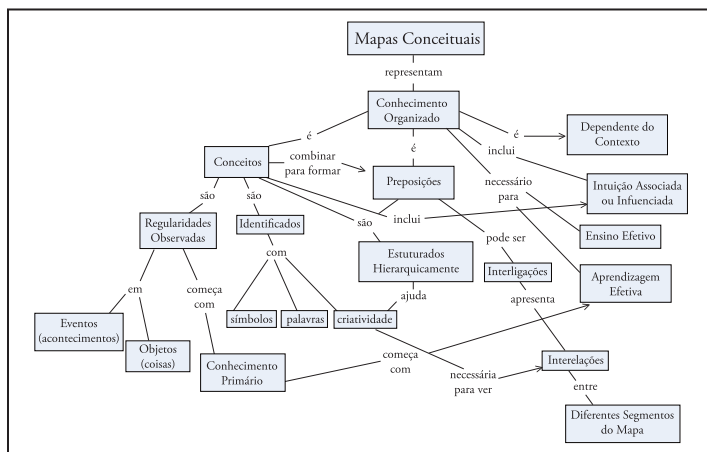 Mapas Conceituais
representam
Conhecimento
Organizado
é
é
é
Dependente do
Contexto
inclui
Conceitos
combinar
para formar
Preposições
necessário
para
Intuição Associada
ou Infuenciada
são
são
são
inclui
Regularidades
Observadas
Identificados
pode ser
Ensino Efetivo
com
Estuturados
Hierarquicamente
Interligações
Aprendizagem
Efetiva
em
começa
com
ajuda
apresenta
Eventos
(acontecimentos)
símbolos
palavras
criatividade
Objetos
(coisas)
Conhecimento
Primário
começa
com
necessária
para ver
Interelações
entre
Diferentes Segmentos
do Mapa